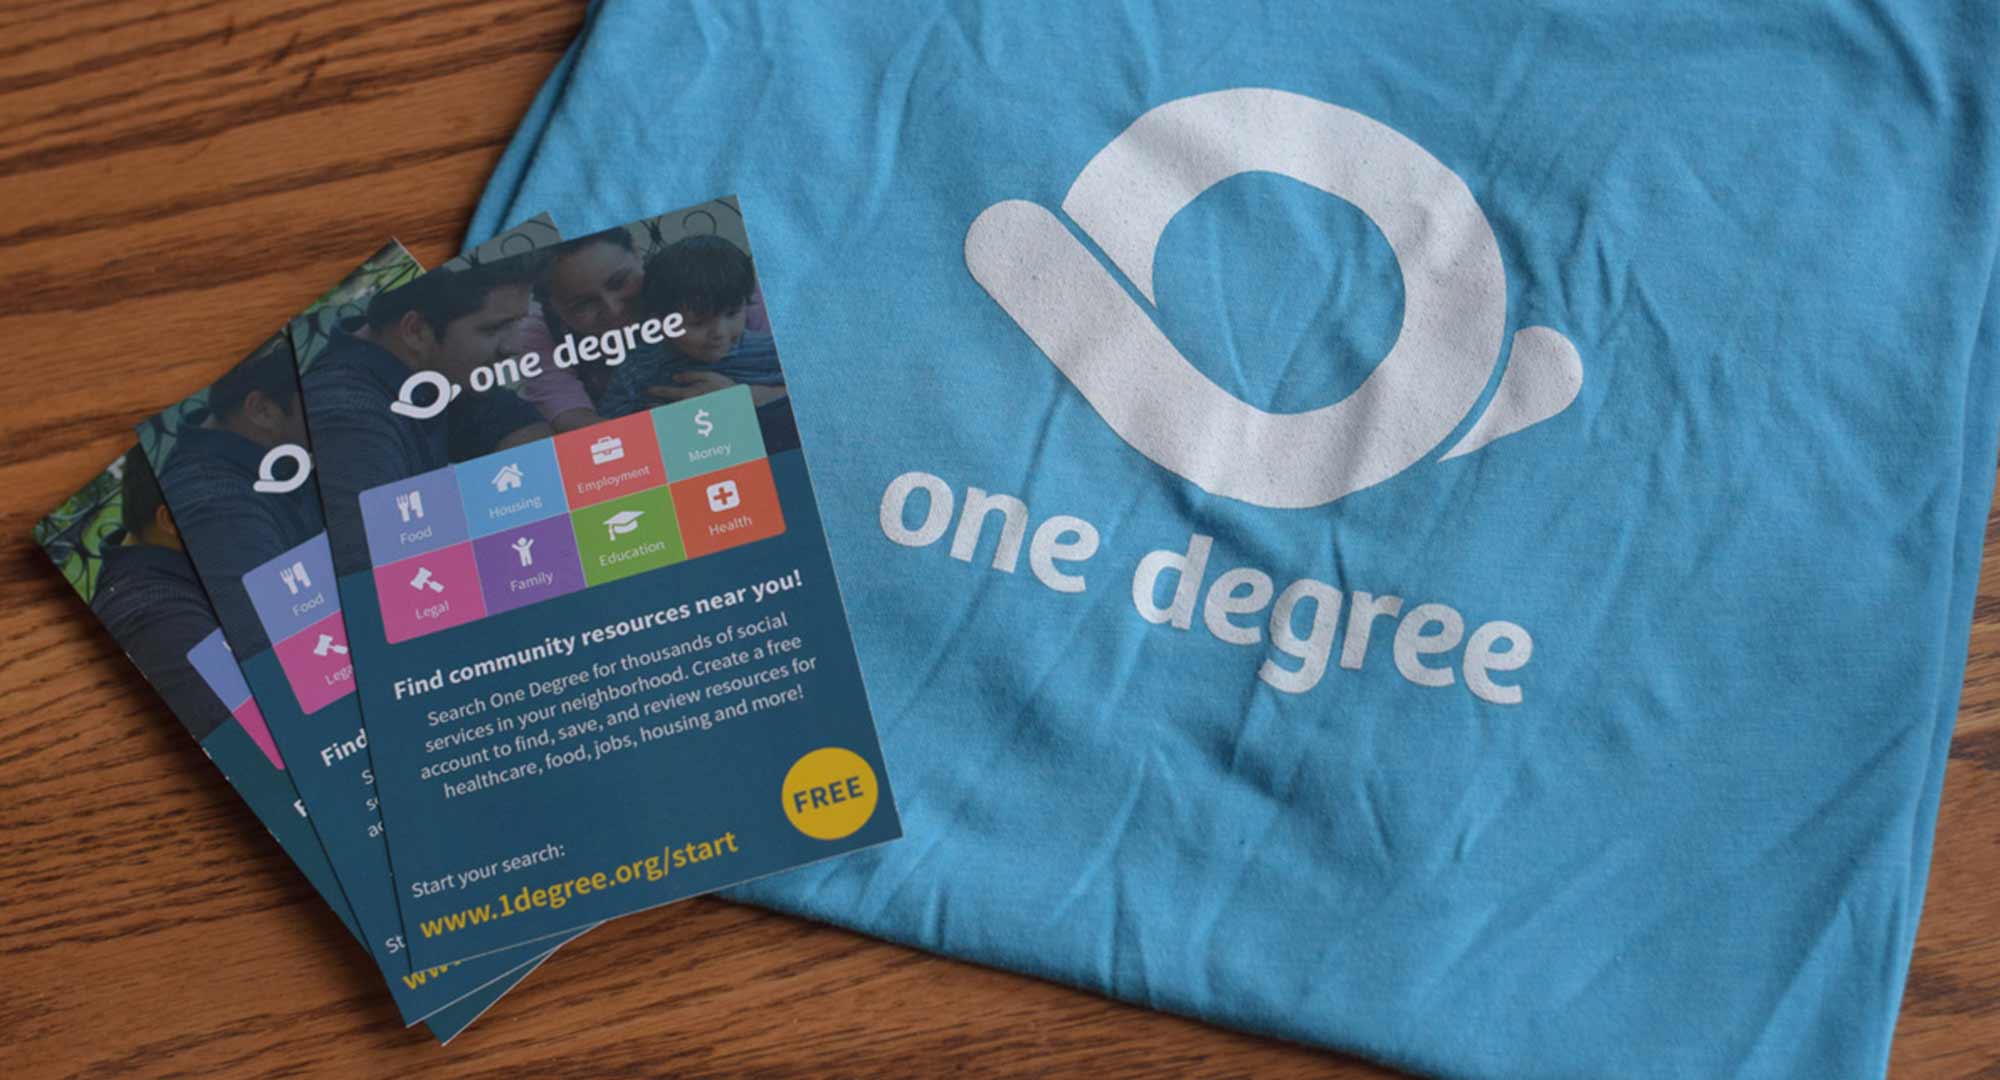 one degree
Food
Housing
Employment
$
Money
Legal
Family
Education
Health
Find community resources near you!
Search One Degree for thousands of social
services in your neighborhood. Create a free
account to find, save, and review resources for
healthcare, food, jobs, housing and more!
FREE
Start your search:
www.1degree.org/start
Food
Lega
Find
S
St
www.
F
one degree